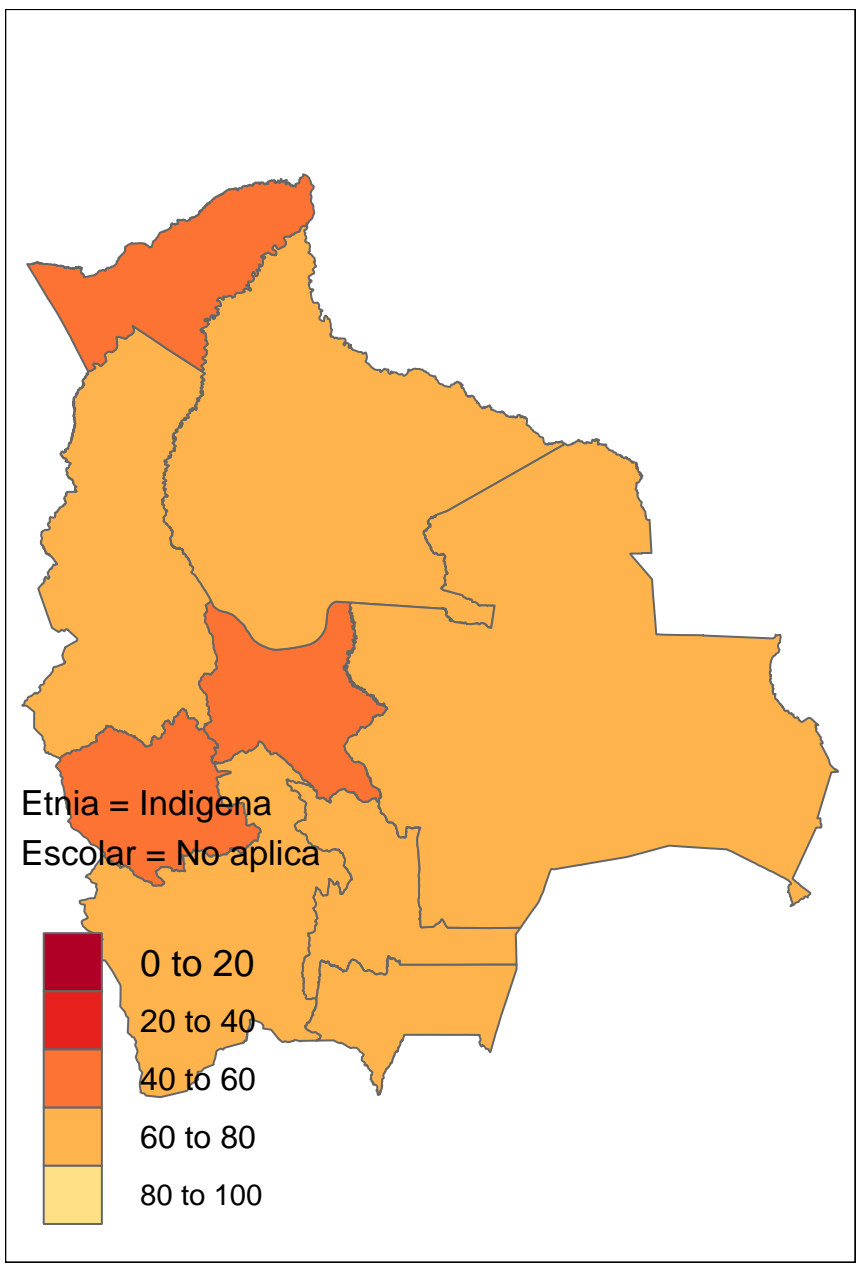 Etnia = Indigena
Escolar = No aplica
0 to 20
20 to 40
40 to 60
60 to 80
80 to 100